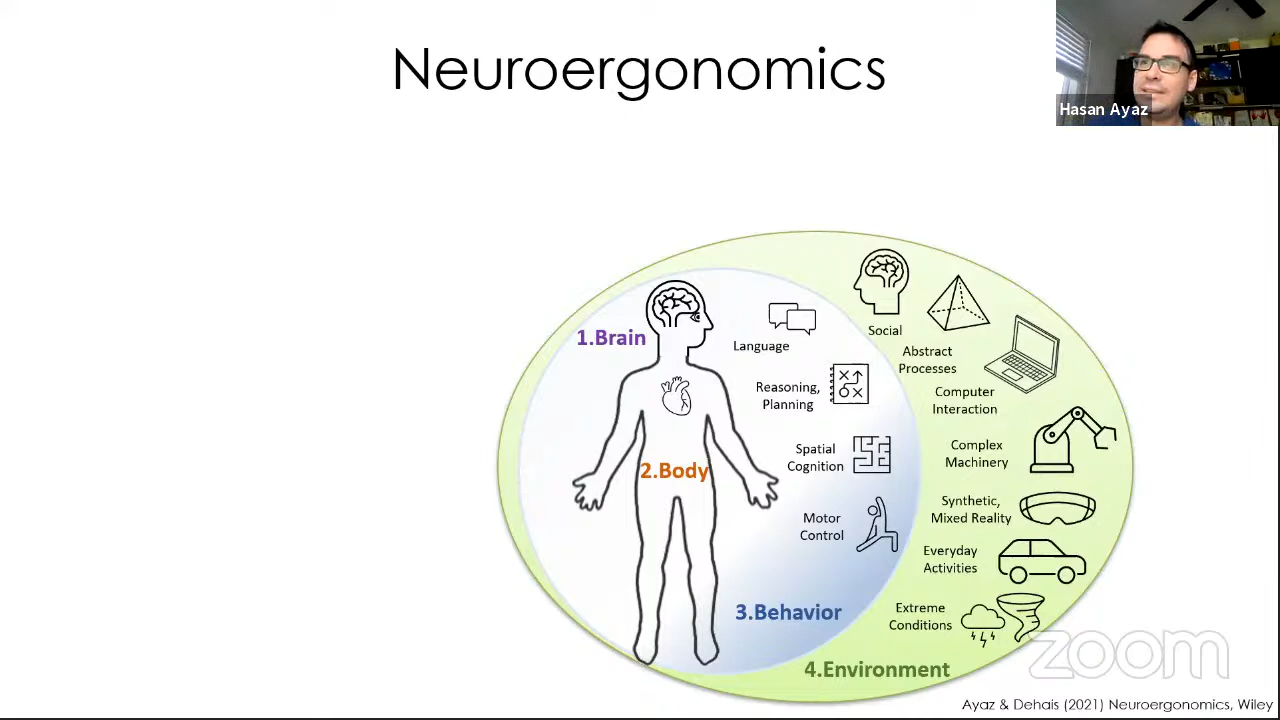 Neuroergonomics
Hasan Ayaz
1.Brain
Language
Reasoning,
Planning
Spatial
Cognition
2.Body
Motor
Control
3.Behavior
Social
Abstract
Processes
Computer
Interaction
Complex
Machinery
Synthetic,
Mixed Reality
Everyday
Activities
Extreme
Conditions
4.Environment
zoom
Ayaz & Dehais (2021) Neuroergonomics, Wiley